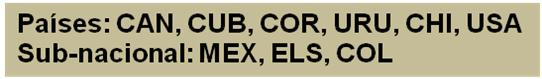 Países: CAN, CUB, COR, URU, CHI, USA
Sub-nacional: MEX, ELS, COL